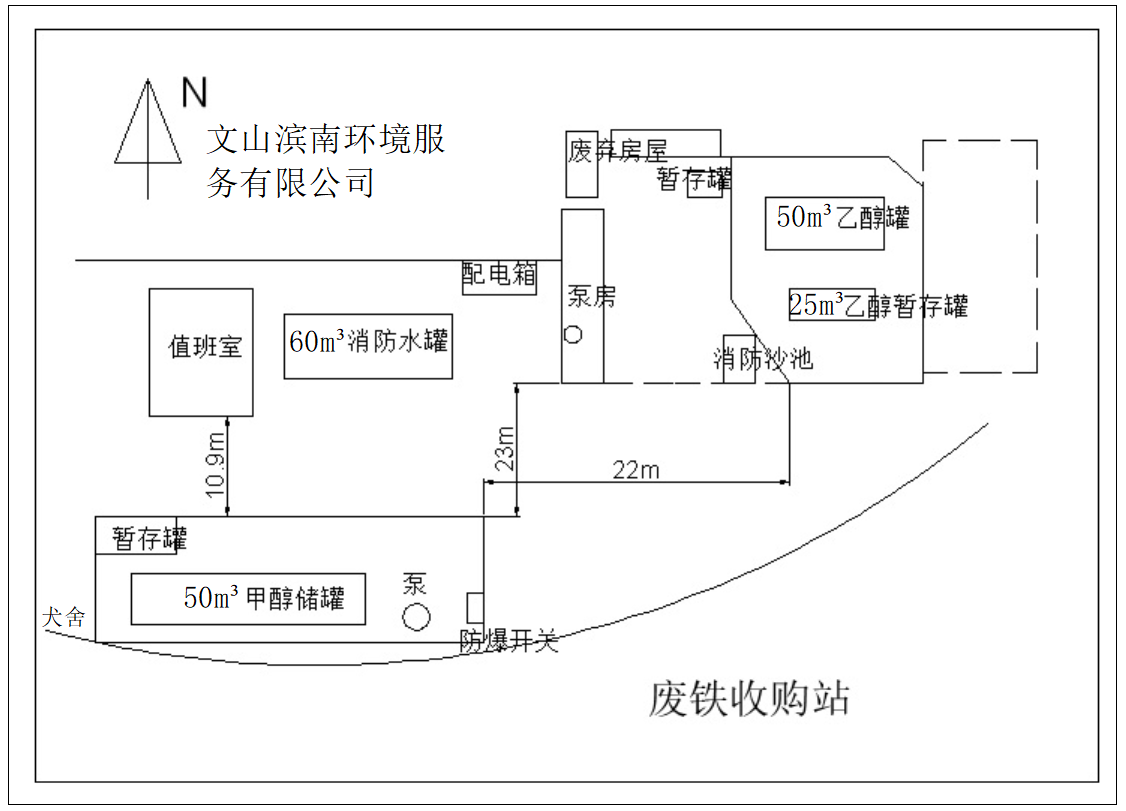 N
文山滨南环境服
务有限公司
废弃房屋
暂存罐
50m³乙醇罐
配电箱
泵房
25m³乙醇暂存罐
值班室
60m³消防水罐
消防沙池
10.9m
23m
22m
暂存罐
泵
50m³甲醇储罐
犬舍
防爆开关
废铁收购站